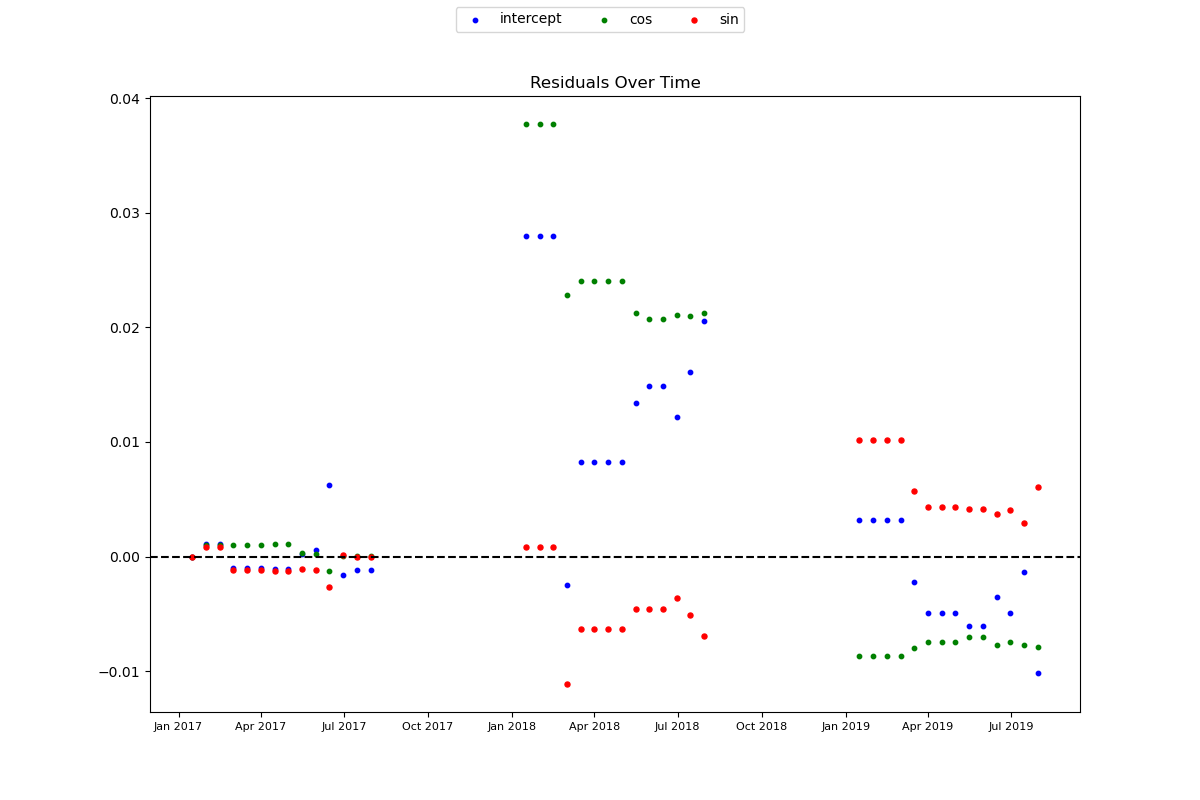 intercept cos sin
Residuals Over Time
0.04
0.03
0.02
0.01
0.00
−0.01
Jan 2017 Apr 2017 Jul 2017 Oct 2017 Jan 2018 Apr 2018 Jul 2018 Oct 2018 Jan 2019 Apr 2019 Jul 2019